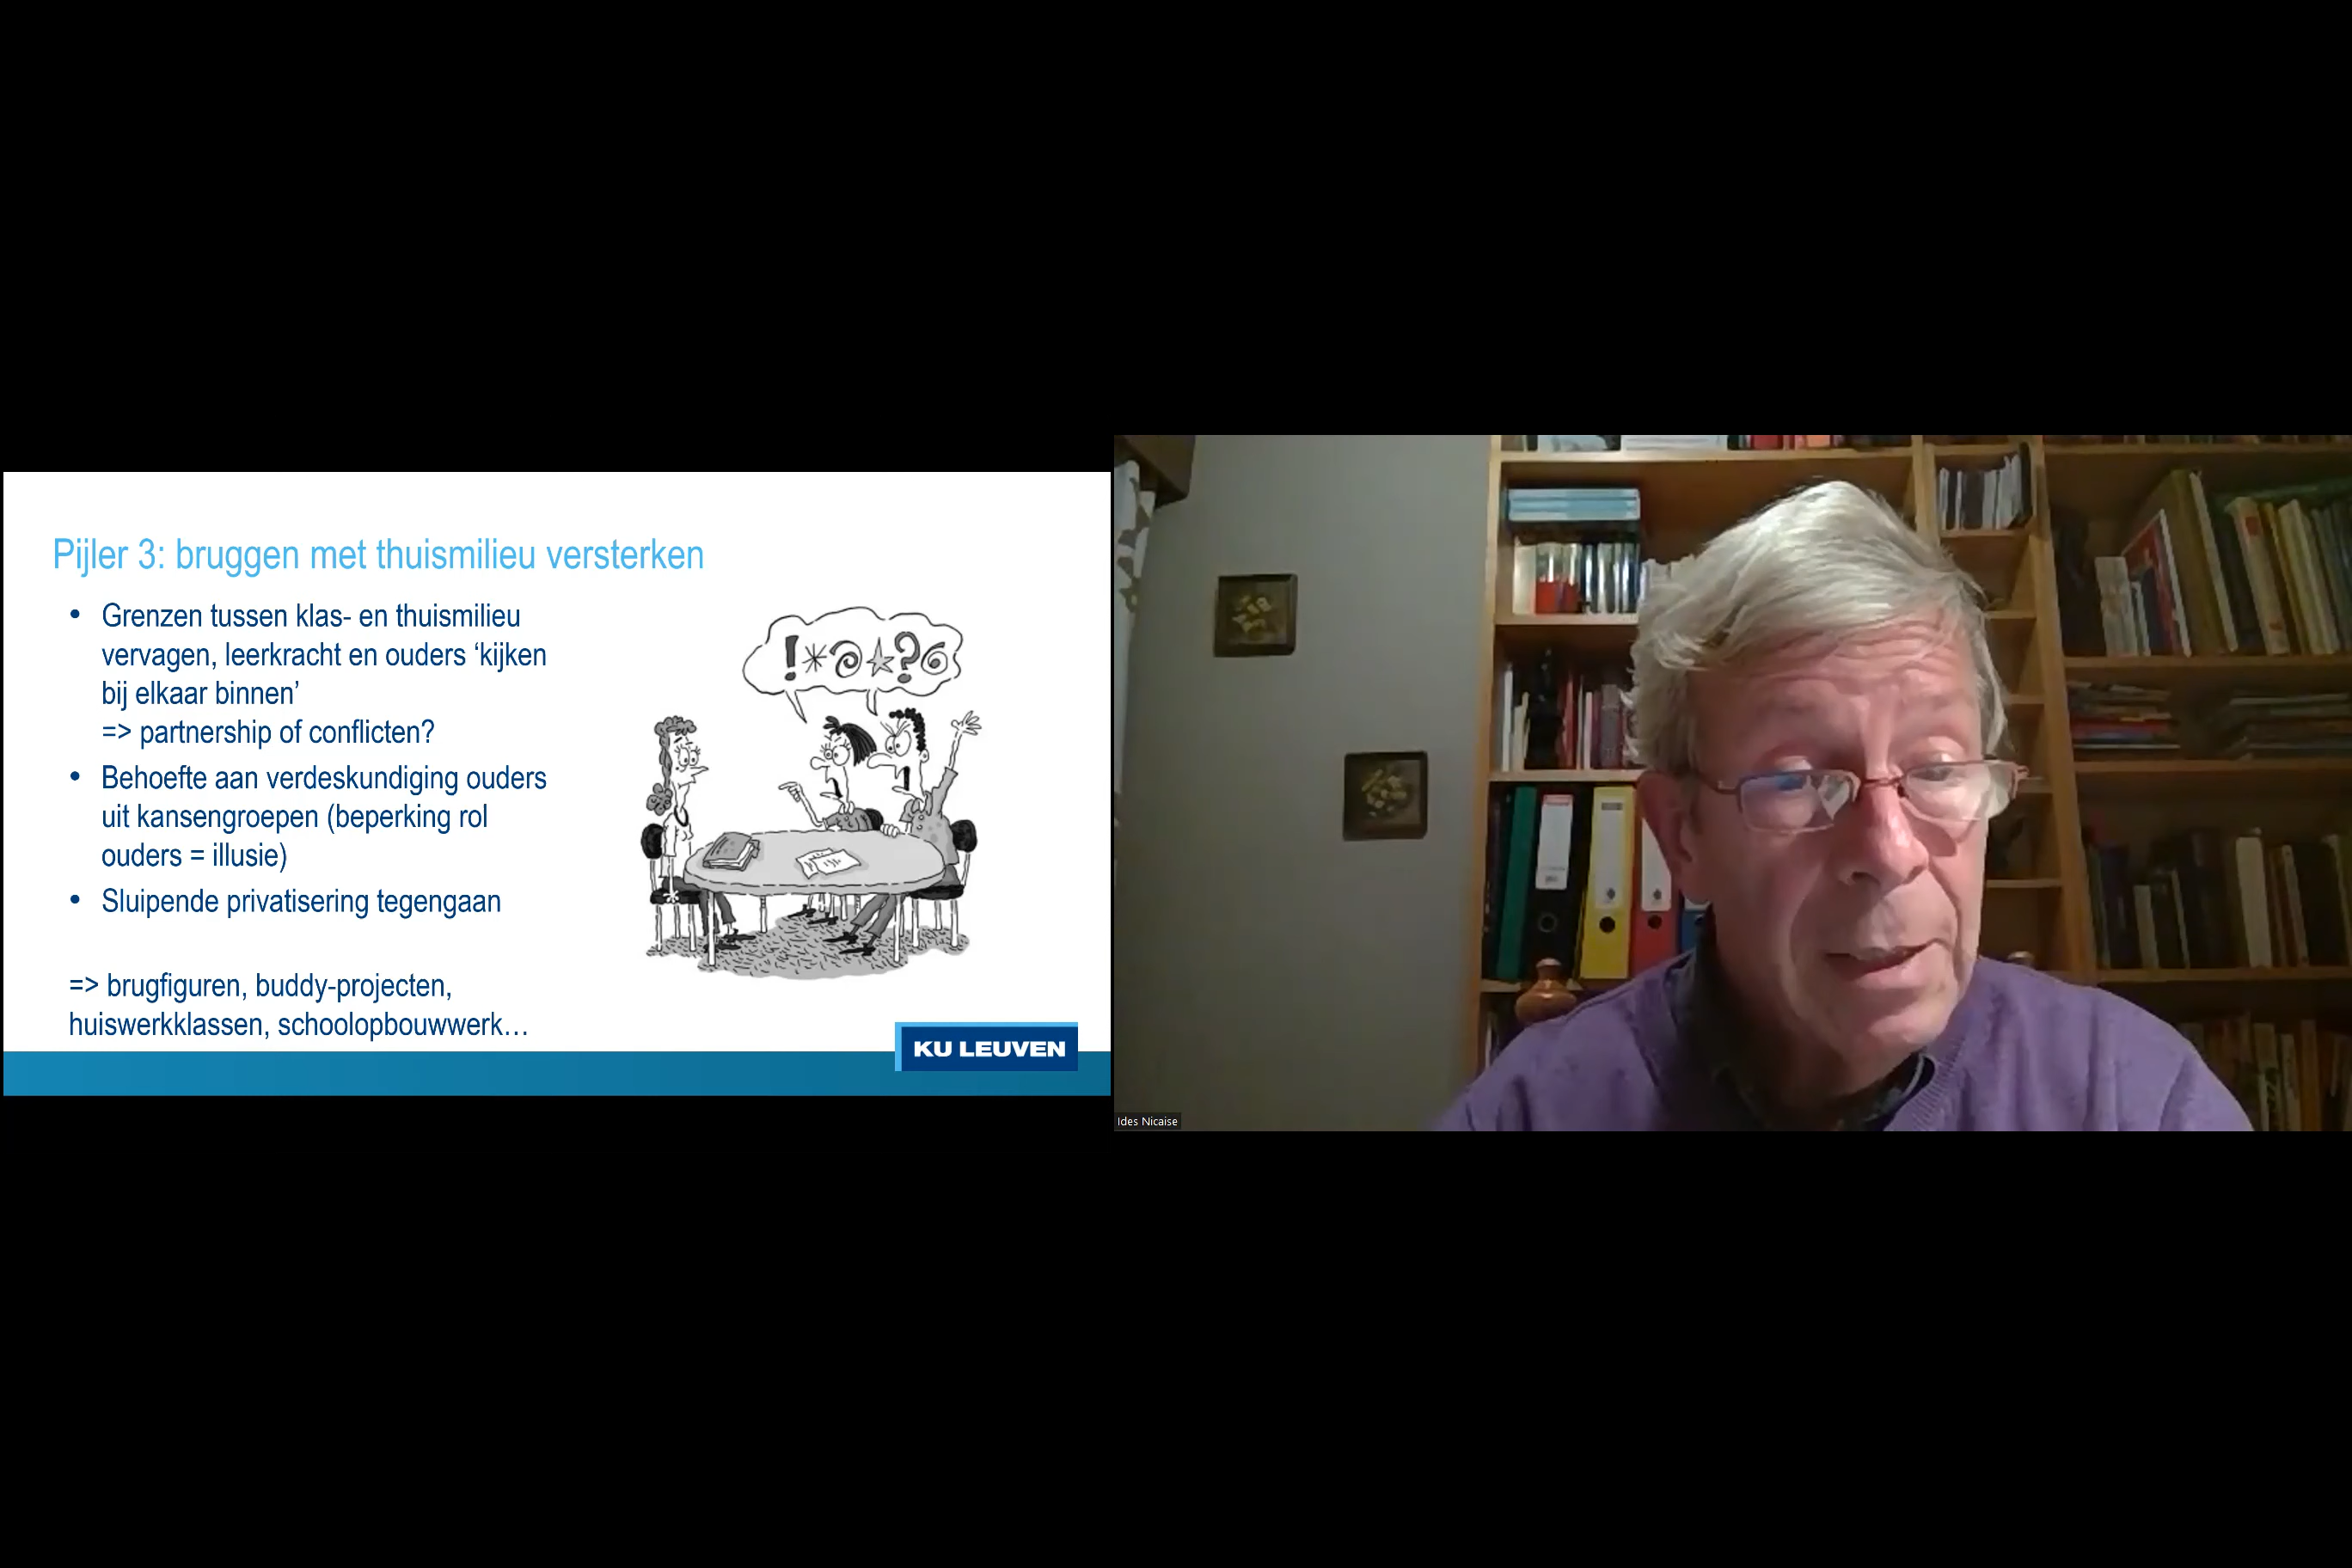 Pijler 3: bruggen met thuismilieu versterken
• Grenzen tussen klas- en thuismilieu
vervagen, leerkracht en ouders ‘kijken
bij elkaar binnen’
=> partnership of conflicten?
• Behoefte aan verdeskundiging ouders
uit kansengroepen (beperking rol
ouders = illusie)
• Sluipende privatisering tegengaan
=> brugfiguren, buddy-projecten,
huiswerkklassen, schoolopbouwwerk…
!*?6
KU LEUVEN
Ides Nicaise